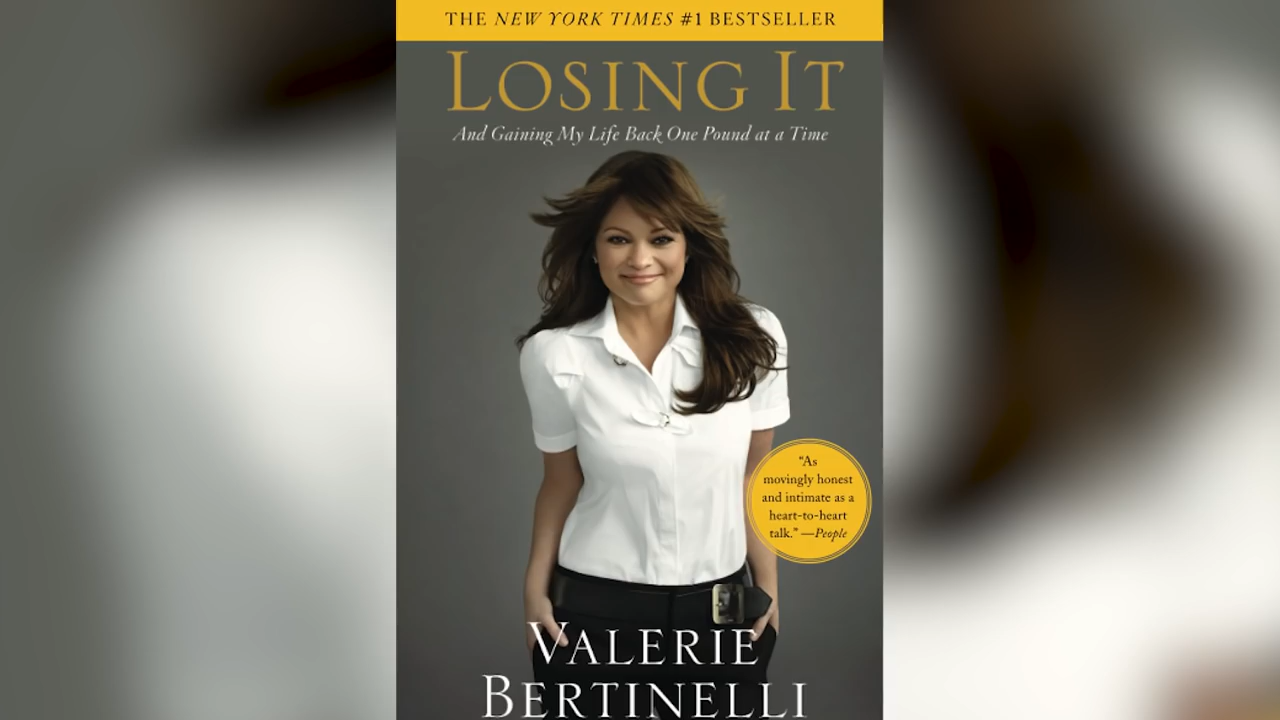 THE NEW YORK TIMES #1 BESTSELLER
LOSING IT
And Gaining My Life Back One Pound at a Time
“As
movingly honest
and intimate as a
heart-to-heart
talk.” —People
VALERIE
BERTINELLI